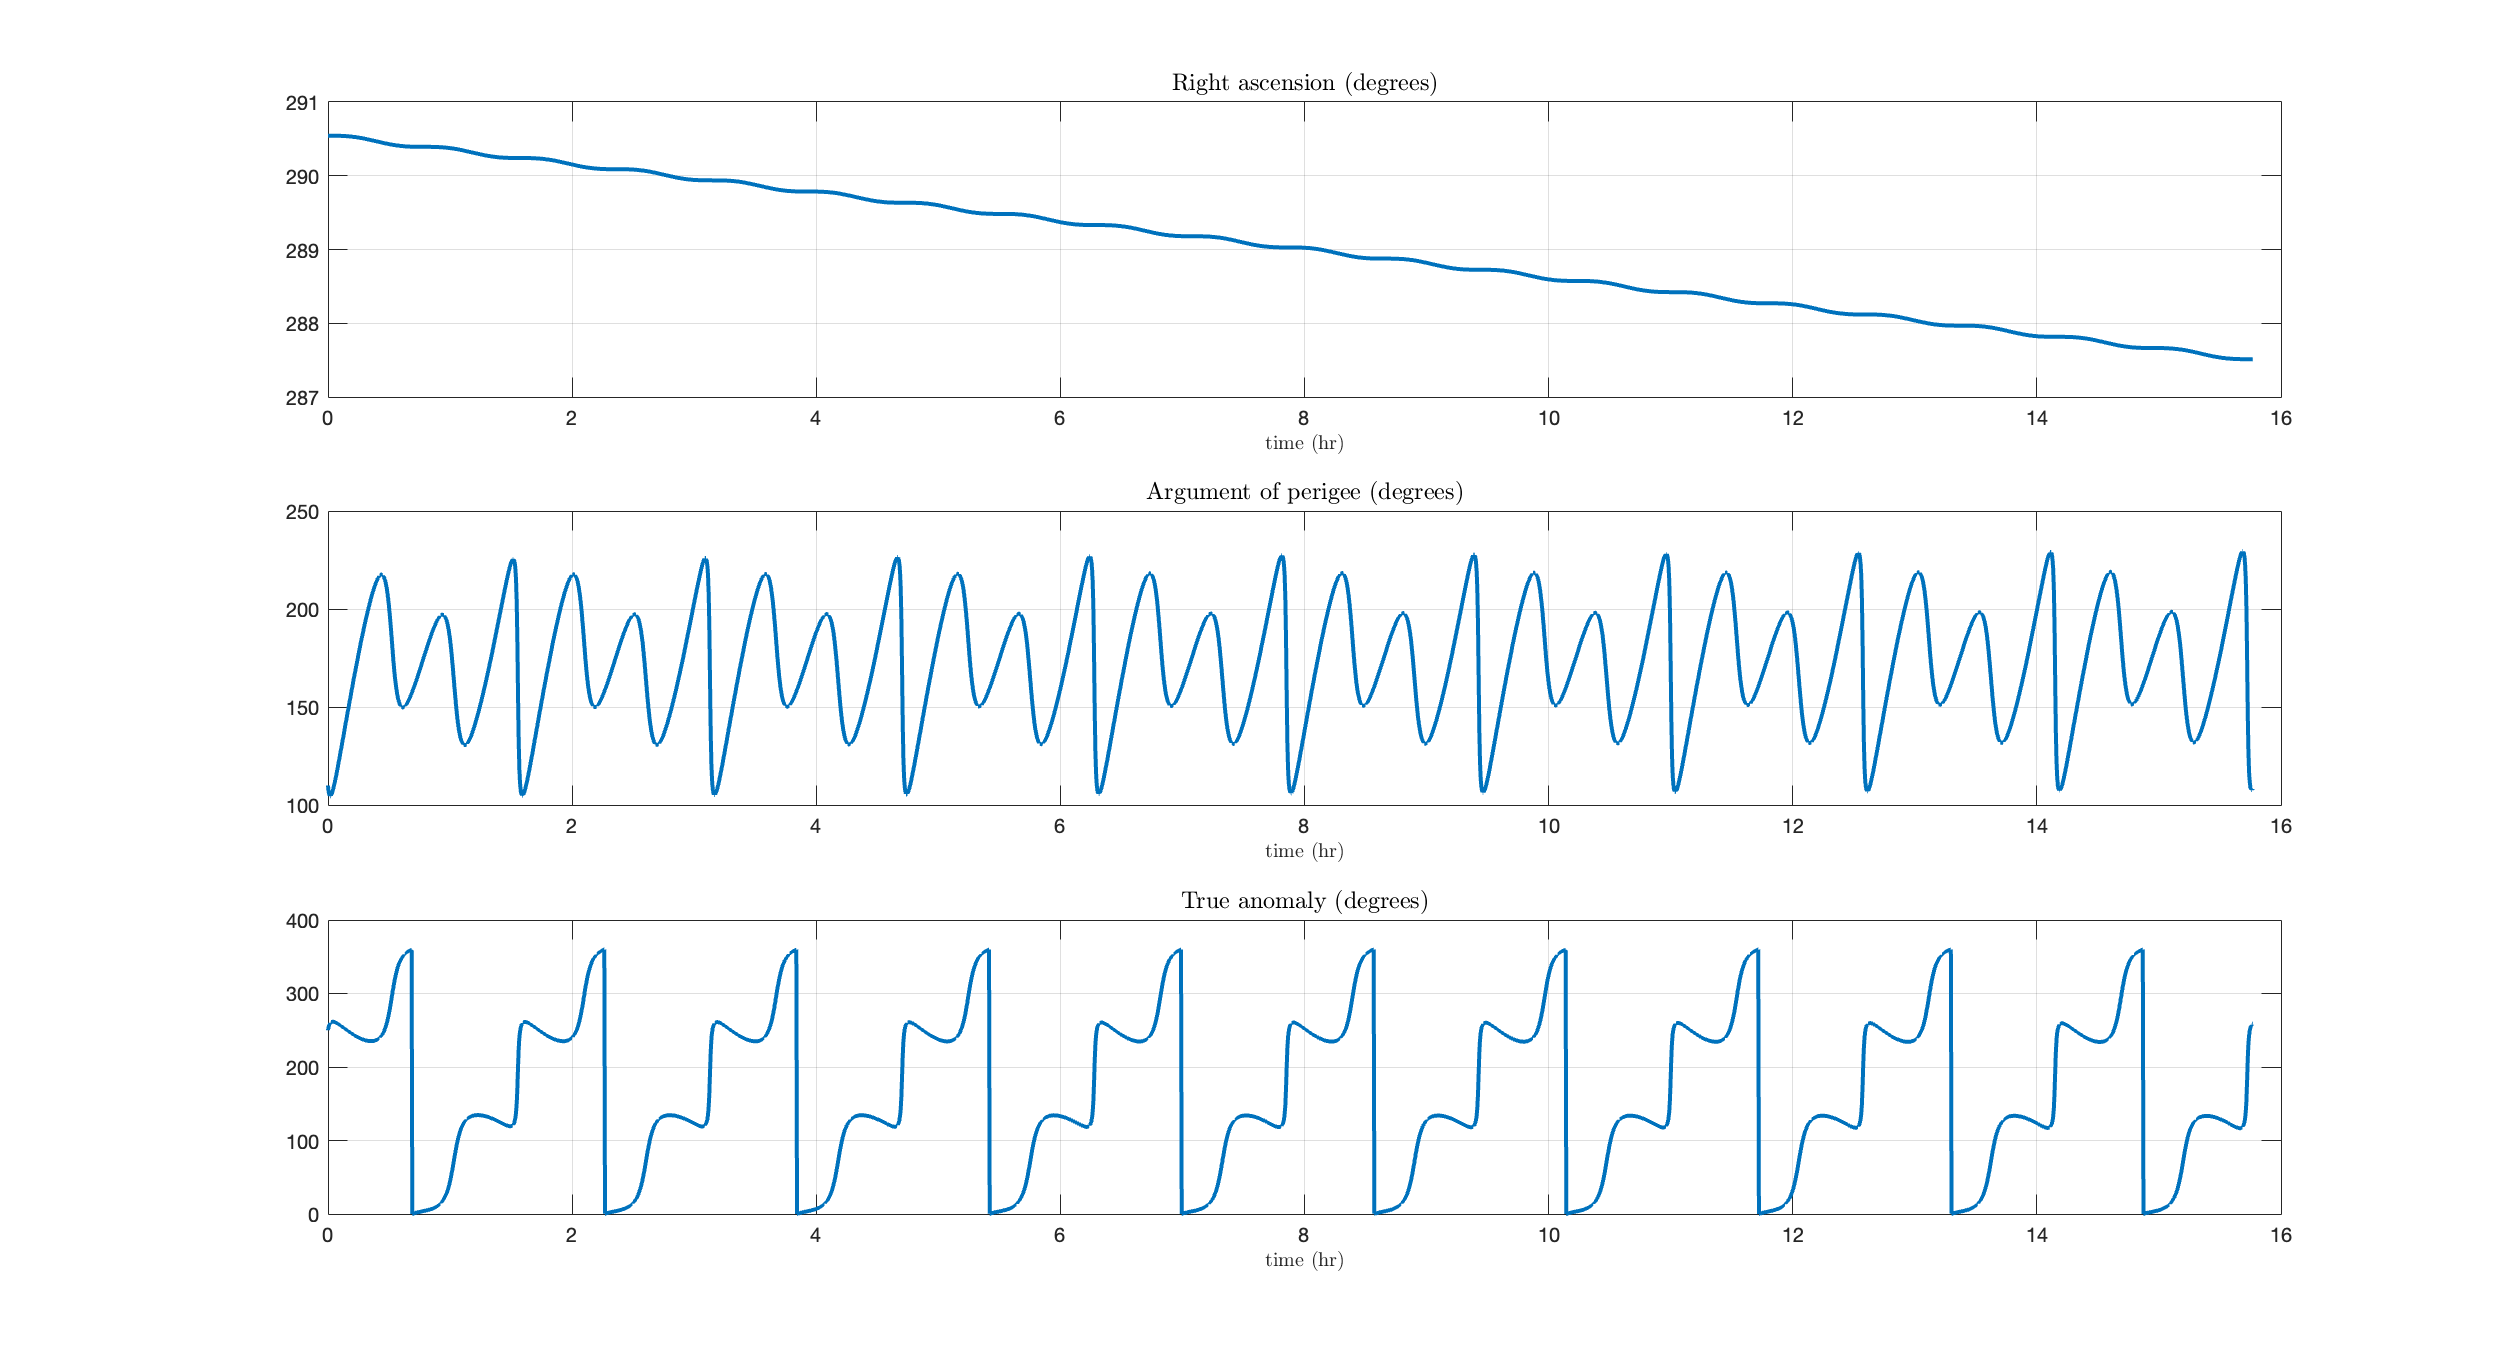 Right ascension (degrees)
291
290
289
288
287
0 2 4 6 8 10 12 14 16
time (hr)
Argument of perigee (degrees)
250
200
150
100
0 2 4 6 8 10 12 14 16
time (hr)
True anomaly (degrees)
400
300
200
100
0
0 2 4 6 8 10 12 14 16
time (hr)